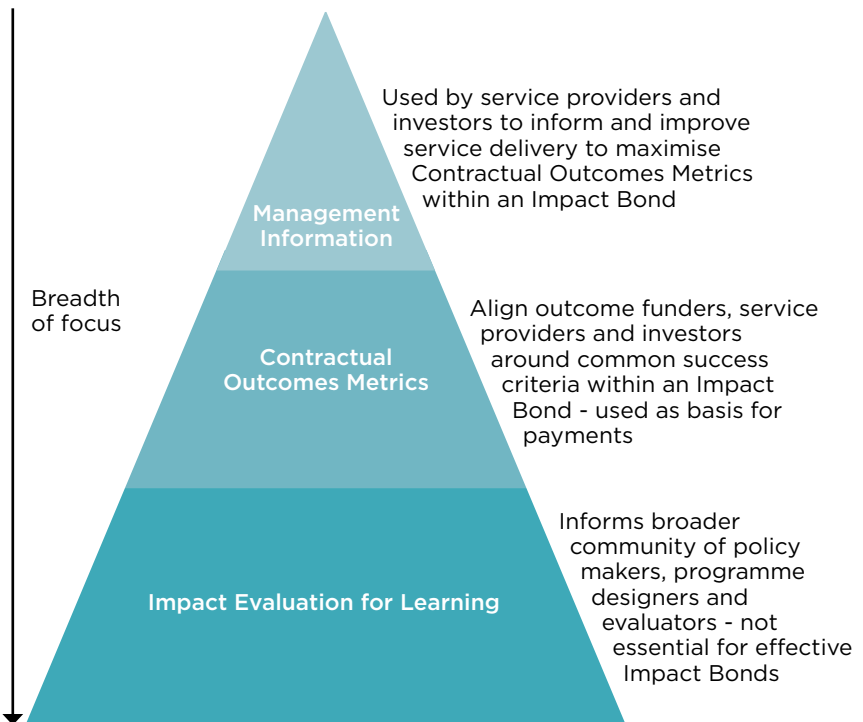 Used by service providers and
investors to inform and improve
service delivery to maximise
Contractual Outcomes Metrics
within an Impact Bond
Management
Information
Breadth
of focus
Align outcome funders, service
providers and investors
around common success
criteria within an Impact
Bond - used as basis for
payments
Contractual
Outcomes Metrics
Informs broader
community of policy
makers, programme
designers and
evaluators - not
essential for effective
Impact Bonds
Impact Evaluation for Learning